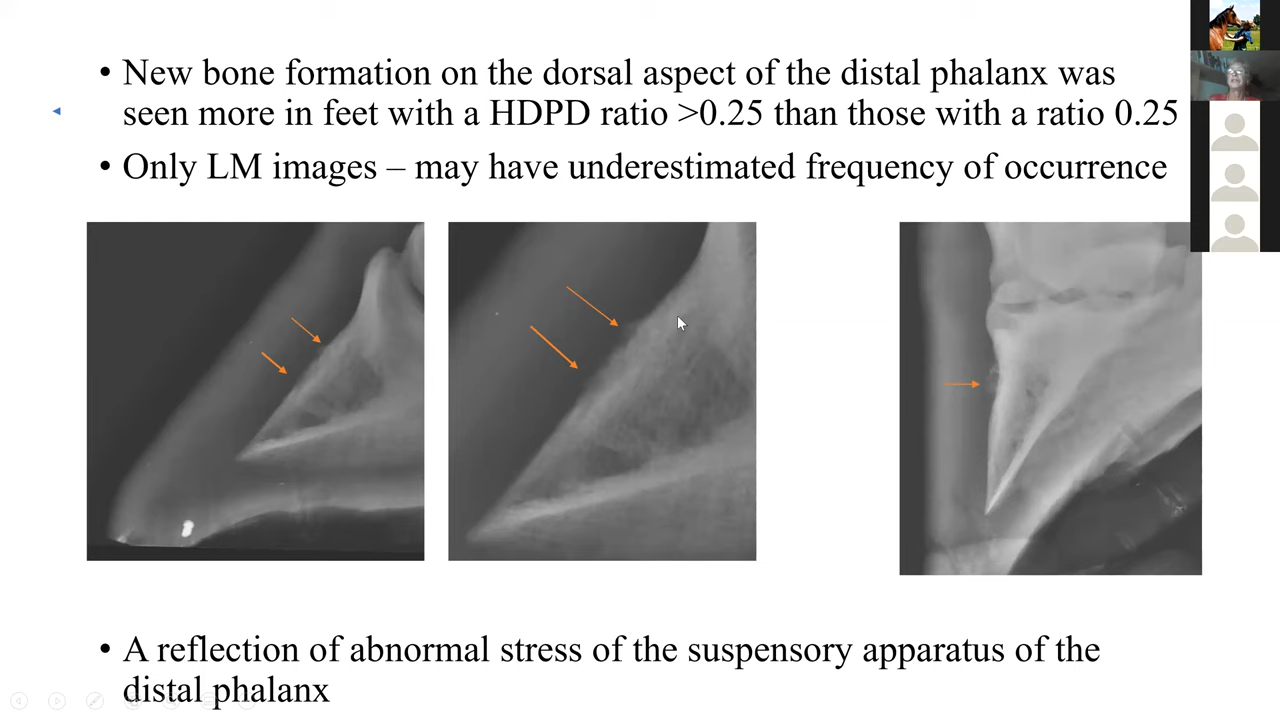 • New bone formation on the dorsal aspect of the distal phalanx was
seen more in feet with a HDPD ratio >0.25 than those with a ratio 0.25
• Only LM images – may have underestimated frequency of occurrence
• A reflection of abnormal stress of the suspensory apparatus of the
distal phalanx